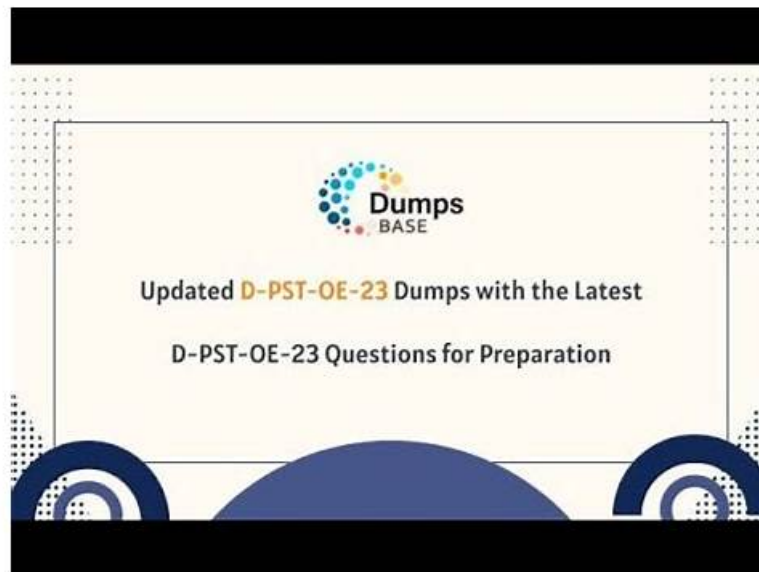 Dumps
BASE
Updated D-PST-OE-23 Dumps with the Latest
D-PST-OE-23 Questions for Preparation